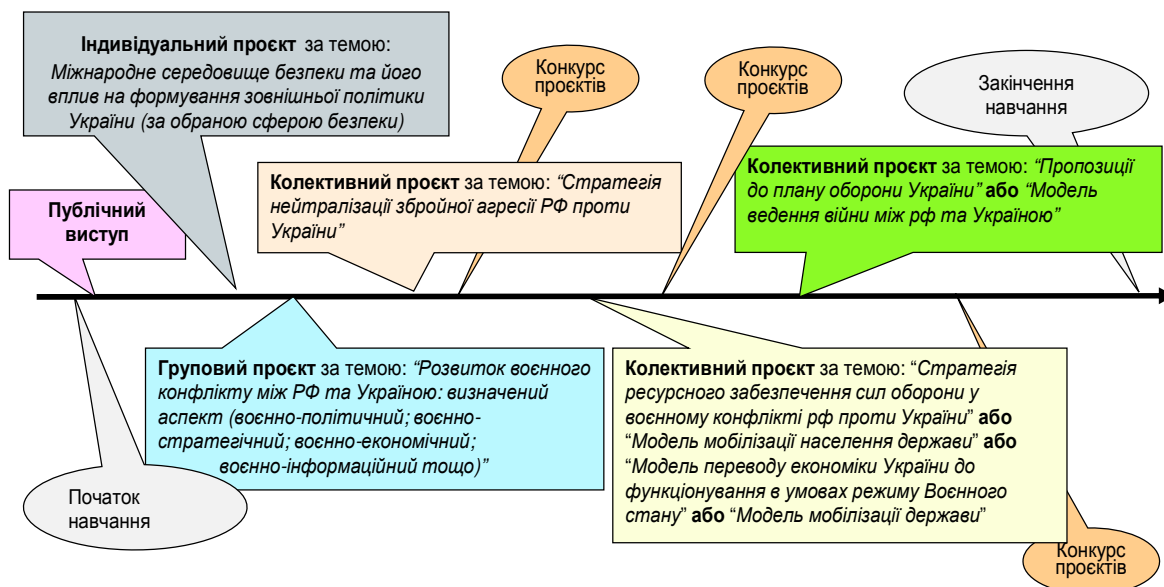 Індивідуальний проєкт за темою:
Міжнародне середовище безпеки та його
вплив на формування зовнішньої політики
України (за обраною сферою безпеки)
Конкурс
проєктів
Конкурс
проєктів
Закінчення
навчання
Публічний
виступ
Колективний проєкт за темою: “Стратегія
нейтралізації збройної агресії РФ проти
України”
Колективний проєкт за темою: “Пропозиції
до плану оборони України” або “Модель
ведення війни між рф та Україною”
Груповий проєкт за темою: “Розвиток воєнного
конфлікту між РФ та Україною: визначений
аспект (воєнно-політичний; воєнно-
стратегічний; воєнно-економічний;
воєнно-інформаційний тощо)”
Колективний проєкт за темою: “Стратегія
ресурсного забезпечення сил оборони у
воєнному конфлікті рф проти України” або
“Модель мобілізації населення держави” або
“Модель переводу економіки України до
функціонування в умовах режиму Воєнного
стану” або “Модель мобілізації держави”
Початок
навчання
Конкурс
проєктів